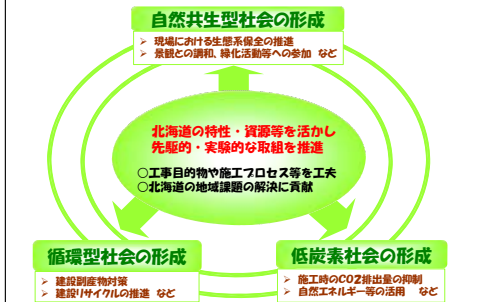 自然共生型社会の形成
➢ 現場における生態系保全の推進
➢ 景観との調和、緑化活動等への参加 など
北海道の特性・資源等を活かし
先駆的・実験的な取組を推進
○工事目的物や施工プロセス等を工夫
○北海道の地域課題の解決に貢献
循環型社会の形成
➢ 建設副産物対策
➢ 建設リサイクルの推進 など
低炭素社会の形成
➢ 施工時のCO2排出量の抑制
➢ 自然エネルギー等の活用 など